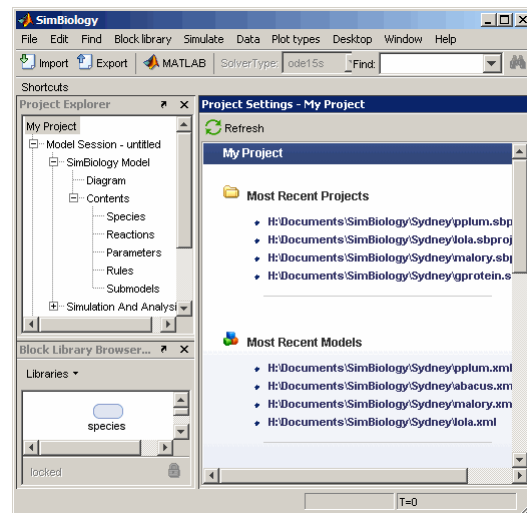 SimBiology
File Edit Find Block library Simulate Data Plot types Desktop Window Help
Import Export MATLAB SolverType: ode15s Find:
Shortcuts
Project Explorer
My Project
Model Session - untitled
SimBiology Model
Diagram
Contents
Species
Reactions
Parameters
Rules
Submodels
Simulation And Analysi
Block Library Browser...
Libraries
species
locked
Project Settings - My Project
Refresh
My Project
Most Recent Projects
H:\Documents\SimBiology\Sydney\pplum.sbp
H:\Documents\SimBiology\Sydney\lola.sbproj
H:\Documents\SimBiology\Sydney\malory.sbp
H:\Documents\SimBiology\Sydney\gprotein.s
Most Recent Models
H:\Documents\SimBiology\Sydney\pplum.xml
H:\Documents\SimBiology\Sydney\abacus.xm
H:\Documents\SimBiology\Sydney\malory.xm
H:\Documents\SimBiology\Sydney\lola.xml
T=0